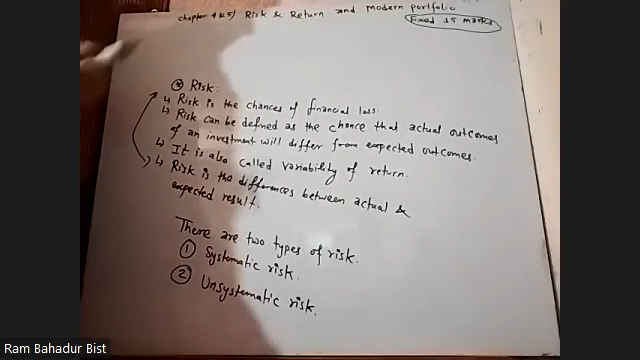 chapter 4 & 5) Risk & Return and modern portfolio
Fixed 15 marks
* Risk:
↳ Risk is the chances of financial loss.
↳ Risk can be defined as the chance that actual outcomes
of an investment will differ from expected outcomes.
↳ It is also called variability of return.
↳ Risk is the differences between actual &
expected result.
There are two types of risk.
① Systematic risk.
② Unsystematic risk.
Ram Bahadur Bist